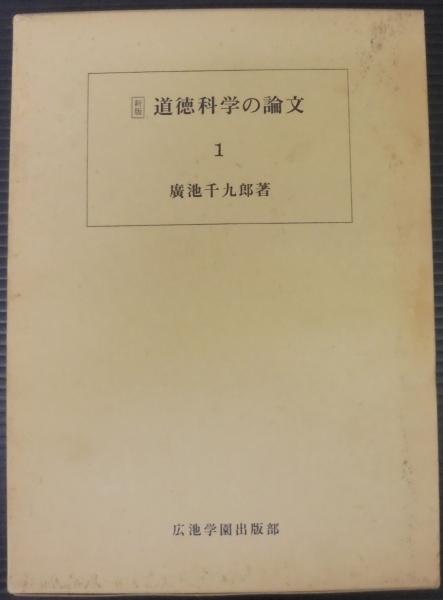 新版 道徳科学の論文
1
廣池千九郎著
広池学園出版部